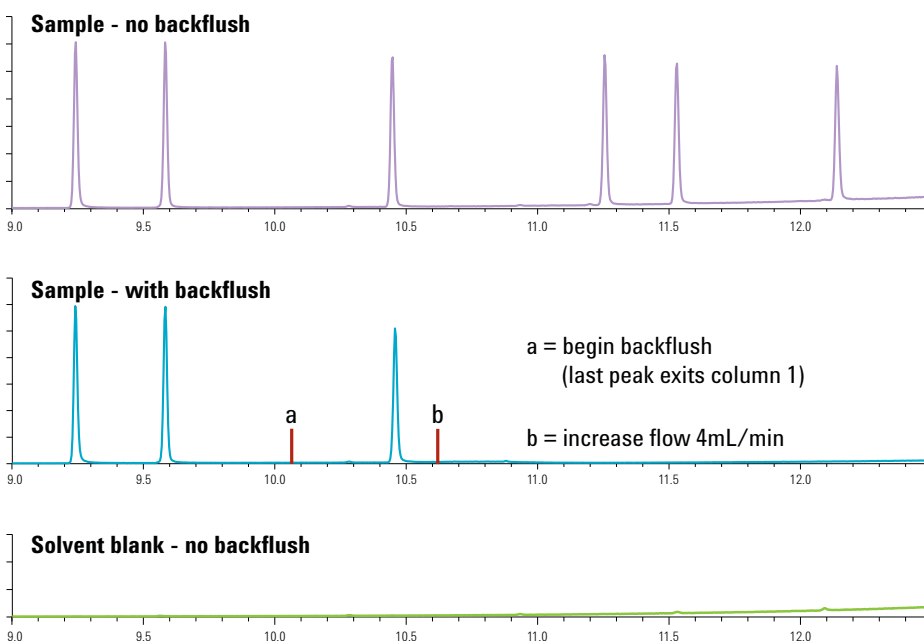 Sample - no backflush
9.0 9.5 10.0 10.5 11.0 11.5 12.0
Sample - with backflush
a = begin backflush
(last peak exits column 1)
a b
b = increase flow 4mL/min
9.0 9.5 10.0 10.5 11.0 11.5 12.0
Solvent blank - no backflush
9.0 9.5 10.0 10.5 11.0 11.5 12.0